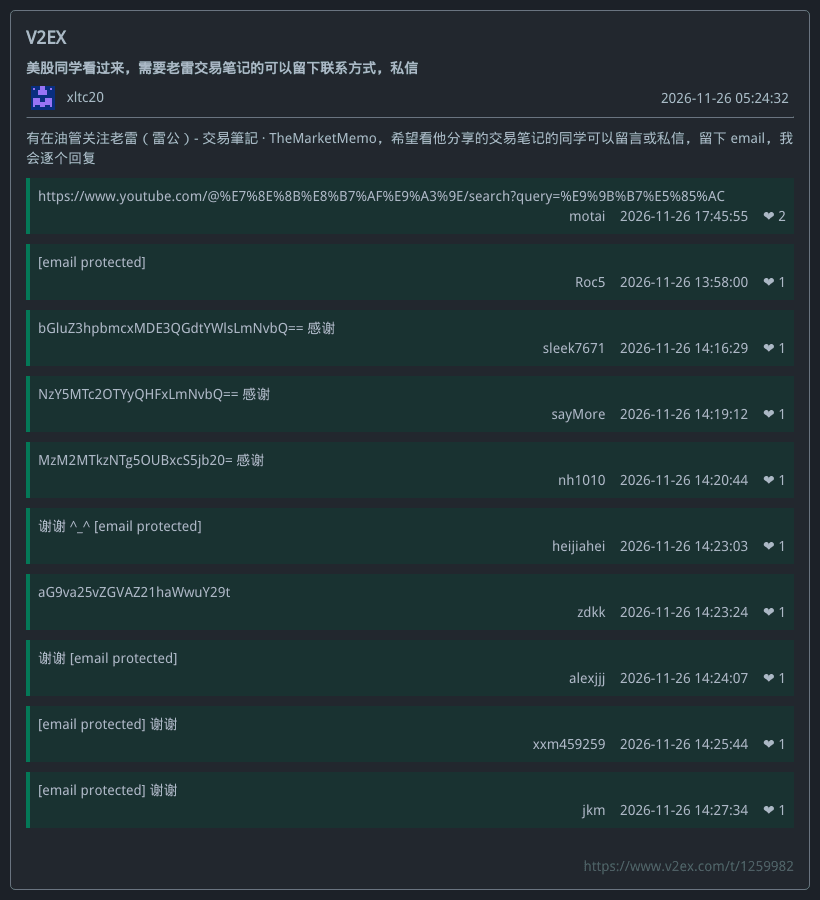 V2EX
美股同学看过来，需要老雷交易笔记的可以留下联系方式，私信
xltc20
2026-11-26 05:24:32
有在油管关注老雷（雷公）- 交易筆記 · TheMarketMemo，希望看他分享的交易笔记的同学可以留言或私信，留下 email，我
会逐个回复
https://www.youtube.com/@%E7%8E%8B%E8%B7%AF%E9%A3%9E/search?query=%E9%9B%B7%E5%85%AC
motai 2026-11-26 17:45:55 ❤ 2
[email protected]
Roc5 2026-11-26 13:58:00 ❤ 1
bGluZ3hpbmcxMDE3QGdtYWlsLmNvbQ== 感谢
sleek7671 2026-11-26 14:16:29 ❤ 1
NzY5MTc2OTYyQHFxLmNvbQ== 感谢
sayMore 2026-11-26 14:19:12 ❤ 1
MzM2MTkzNTg5OUBxcS5jb20= 感谢
nh1010 2026-11-26 14:20:44 ❤ 1
谢谢 ^_^ [email protected]
heijiahei 2026-11-26 14:23:03 ❤ 1
aG9va25vZGVAZ21haWwuY29t
zdkk 2026-11-26 14:23:24 ❤ 1
谢谢 [email protected]
alexjjj 2026-11-26 14:24:07 ❤ 1
[email protected] 谢谢
xxm459259 2026-11-26 14:25:44 ❤ 1
[email protected] 谢谢
jkm 2026-11-26 14:27:34 ❤ 1
https://www.v2ex.com/t/1259982